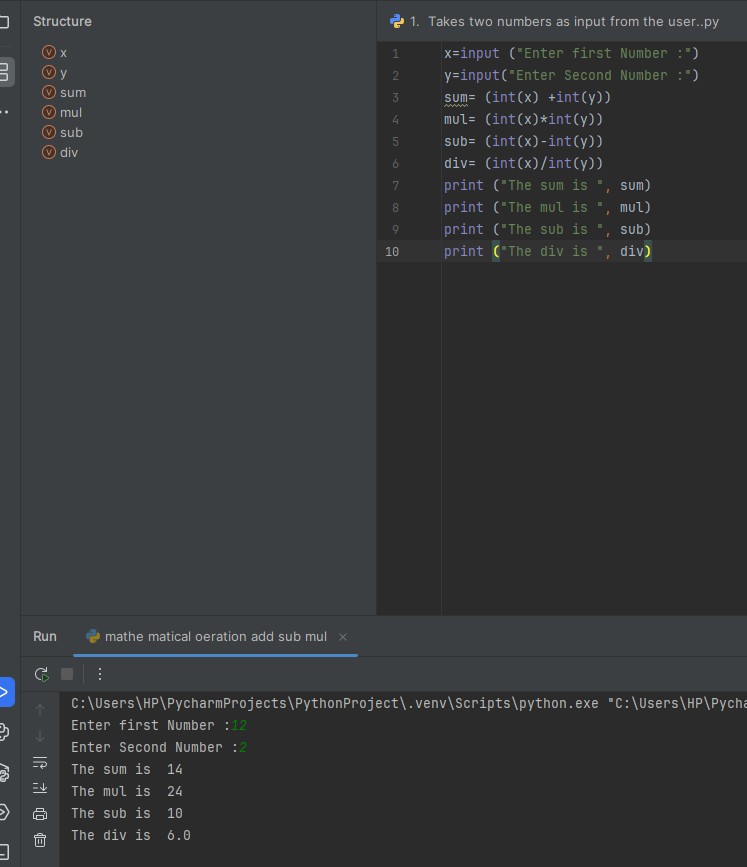 Structure
x
y
sum
mul
sub
div
1. Takes two numbers as input from the user..py
1 x=input ("Enter first Number :")
2 y=input("Enter Second Number :")
3 sum= (int(x) +int(y))
4 mul= (int(x)*int(y))
5 sub= (int(x)-int(y))
6 div= (int(x)/int(y))
7 print ("The sum is ", sum)
8 print ("The mul is ", mul)
9 print ("The sub is ", sub)
10 print ("The div is ", div)
Run mathe matical oeration add sub mul
C:\Users\HP\PycharmProjects\PythonProject\.venv\Scripts\python.exe "C:\Users\HP\Pycha
Enter first Number :12
Enter Second Number :2
The sum is  14
The mul is  24
The sub is  10
The div is  6.0